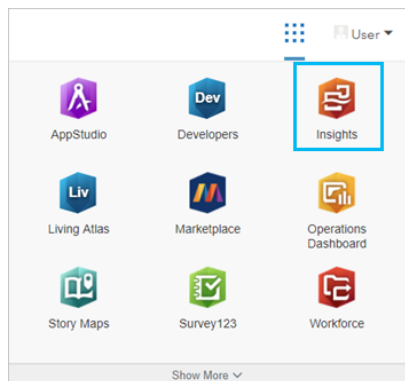 User
AppStudio
Dev
Developers
Insights
Liv
Living Atlas
Marketplace
Operations
Dashboard
Story Maps
Survey123
Workforce
Show More